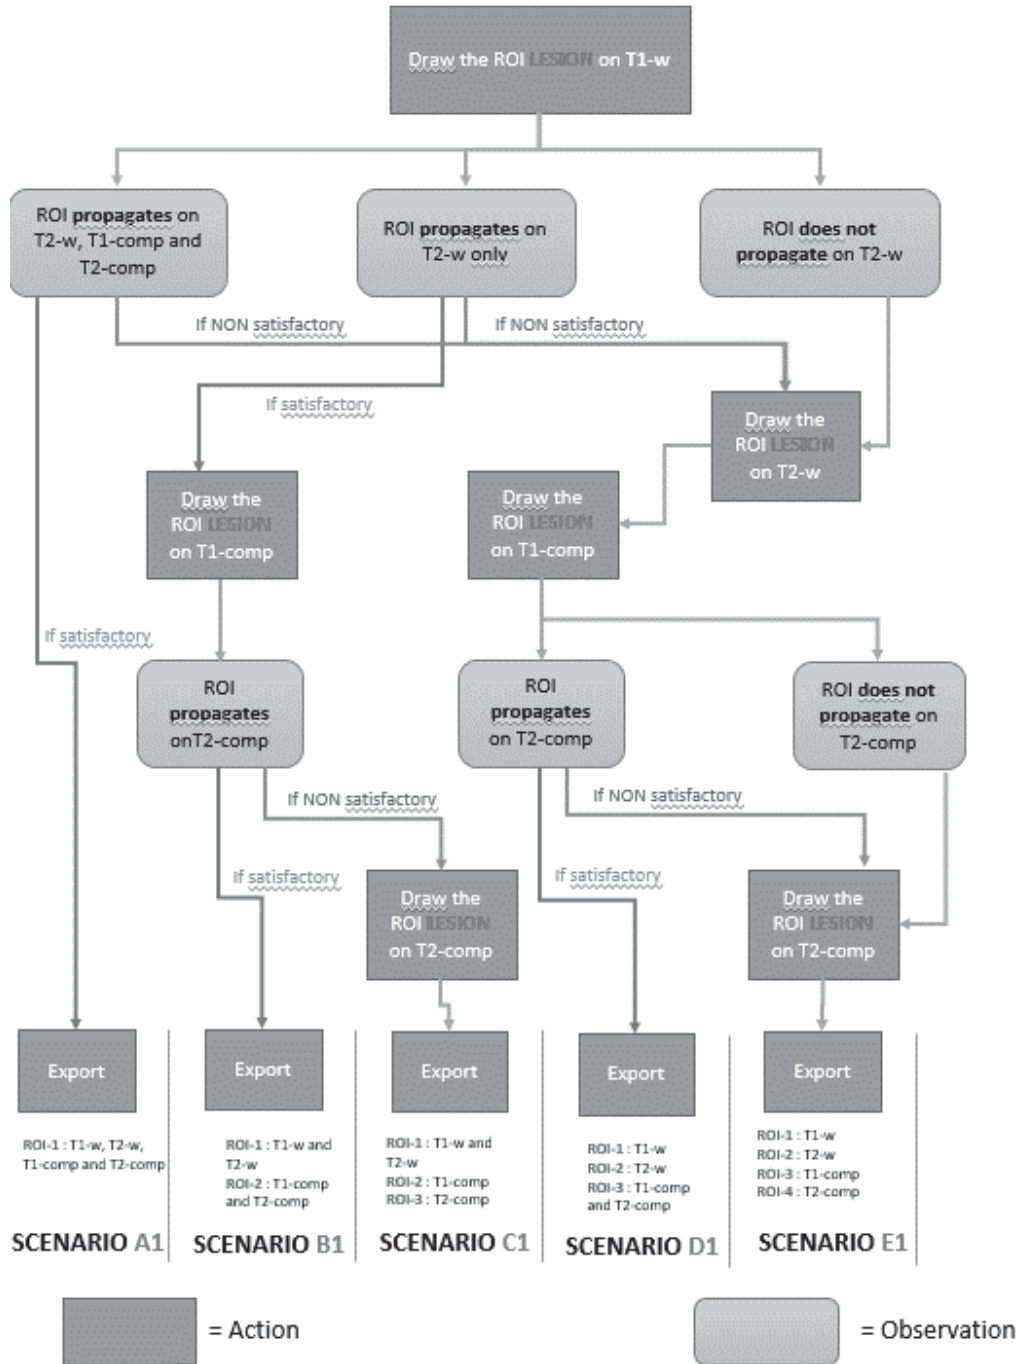 Draw the ROI LESION on T1-w
ROI propagates on
T2-w, T1-comp and
T2-comp
ROI propagates on
T2-w only
ROI does not
propagate on T2-w
If NON satisfactory
If NON satisfactory
If satisfactory
Draw the
ROI LESION
on T2-w
Draw the
ROI LESION
on T1-comp
Draw the
ROI LESION
on T1-comp
If satisfactory
ROI
propagates
onT2-comp
ROI
propagates
on T2-comp
ROI does not
propagate on
T2-comp
If NON satisfactory
If NON satisfactory
If satisfactory
If satisfactory
Draw the
ROI LESION
on T2-comp
Draw the
ROI LESION
on T2-comp
Export
Export
Export
Export
Export
ROI-1 : T1-w, T2-w,
T1-comp and T2-comp
ROI-1 : T1-w and
T2-w
ROI-2 : T1-comp
and T2-comp
ROI-1 : T1-w and
T2-w
ROI-2 : T1-comp
ROI-3 : T2-comp
ROI-1 : T1-w
ROI-2 : T2-w
ROI-3 : T1-comp
and T2-comp
ROI-1 : T1-w
ROI-2 : T2-w
ROI-3 : T1-comp
ROI-4 : T2-comp
SCENARIO A1
SCENARIO B1
SCENARIO C1
SCENARIO D1
SCENARIO E1
= Action
= Observation